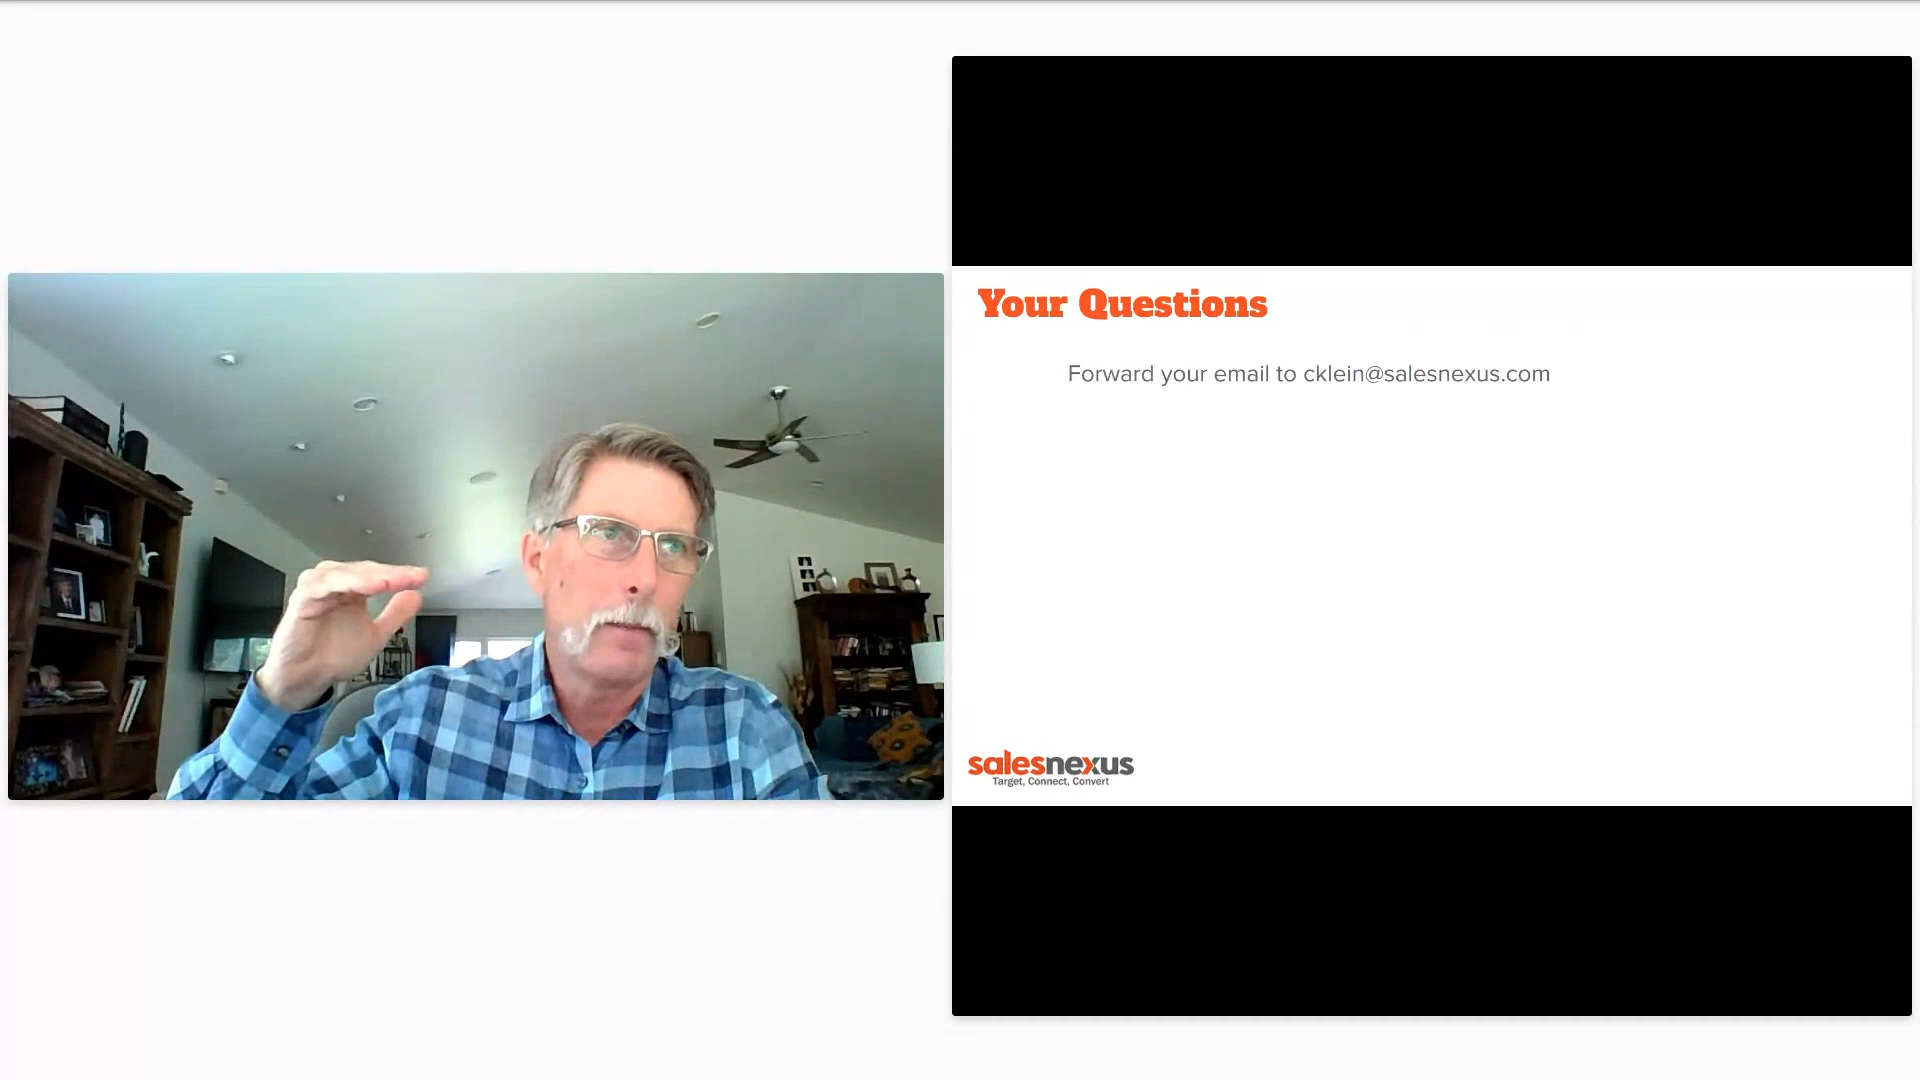 Your Questions
Forward your email to cklein@salesnexus.com
salesnexus
Target, Connect, Convert